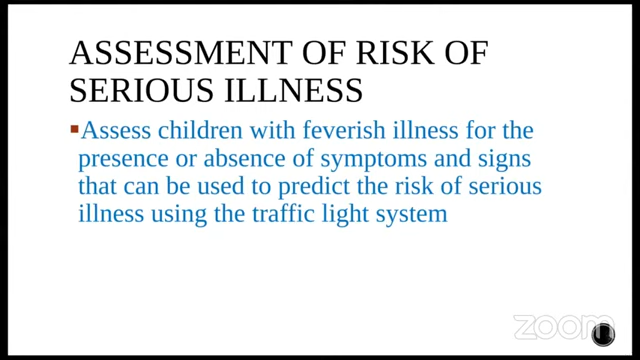 ASSESSMENT OF RISK OF
SERIOUS ILLNESS
▪Assess children with feverish illness for the
presence or absence of symptoms and signs
that can be used to predict the risk of serious
illness using the traffic light system
zoom